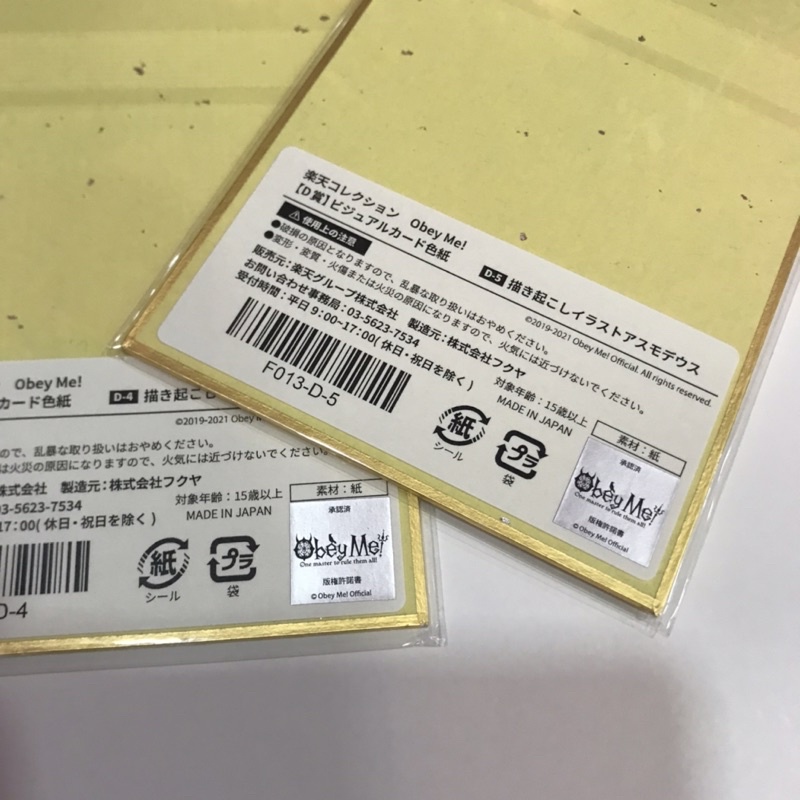 楽天コレクション Obey Me!
【D賞】ビジュアルカード色紙 D-5 描き起こしイラストアスモデウス
©2019-2021 Obey Me! Official. All rights reserved.
⚠使用上の注意
●破損の原因となりますので、乱暴な取り扱いはおやめください。
●変形・変質・火傷または火災の原因になりますので、火気には近づけないでください。
販売元:楽天グループ株式会社 製造元:株式会社フクヤ
お問い合わせ事務局:03-5623-7534
受付時間:平日9:00~17:00(休日・祝日を除く)
対象年齢:15歳以上
MADE IN JAPAN
F013-D-5
紙
シール
プラ
袋
素材:紙
承認済
Obey Me!
One master to rule them all!
版権許諾書
©Obey Me! Official
Obey Me!
カード色紙 D-4 描き起こし
©2019-2021 Obey M
ので、乱暴な取り扱いはおやめください。
は火災の原因になりますので、火気には近づけないでください。
株式会社 製造元:株式会社フクヤ
03-5623-7534
17:00(休日・祝日を除く)
対象年齢:15歳以上
MADE IN JAPAN
D-4
紙
シール
プラ
袋
素材:紙
承認済
Obey Me!
One master to rule them all!
版権許諾書
©Obey Me! Official